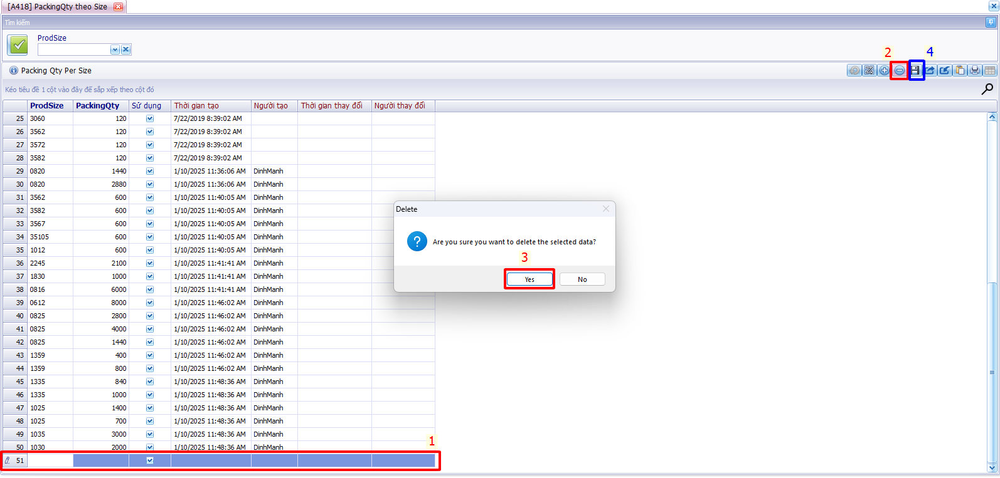 [A418] PackingQty theo Size
Tìm kiếm
ProdSize
2
4
Packing Qty Per Size
Kéo tiêu đề 1 cột vào đây để sắp xếp theo cột đó
ProdSize PackingQty Sử dụng Thời gian tạo Người tạo Thời gian thay đổi Người thay đổi
25 3060 120 7/22/2019 8:39:02 AM
26 3562 120 7/22/2019 8:39:02 AM
27 3572 120 7/22/2019 8:39:02 AM
28 3582 120 7/22/2019 8:39:02 AM
29 0820 1440 1/10/2025 11:36:06 AM DinhManh
30 0820 2880 1/10/2025 11:36:06 AM DinhManh
31 3562 600 1/10/2025 11:40:05 AM DinhManh
32 3582 600 1/10/2025 11:40:05 AM DinhManh
33 3567 600 1/10/2025 11:40:05 AM DinhManh
34 35105 600 1/10/2025 11:40:05 AM DinhManh
35 1012 600 1/10/2025 11:40:05 AM DinhManh
36 2245 2100 1/10/2025 11:41:41 AM DinhManh
37 1830 1000 1/10/2025 11:41:41 AM DinhManh
38 0816 6000 1/10/2025 11:41:41 AM DinhManh
39 0612 8000 1/10/2025 11:46:02 AM DinhManh
40 0825 2800 1/10/2025 11:46:02 AM DinhManh
41 0825 4000 1/10/2025 11:46:02 AM DinhManh
42 0825 1440 1/10/2025 11:46:02 AM DinhManh
43 1359 400 1/10/2025 11:46:02 AM DinhManh
44 1359 800 1/10/2025 11:46:02 AM DinhManh
45 1335 840 1/10/2025 11:48:36 AM DinhManh
46 1335 1000 1/10/2025 11:48:36 AM DinhManh
47 1025 1400 1/10/2025 11:48:36 AM DinhManh
48 1025 700 1/10/2025 11:48:36 AM DinhManh
49 1035 3000 1/10/2025 11:48:36 AM DinhManh
50 1030 2000 1/10/2025 11:48:36 AM DinhManh
1
51
Delete
Are you sure you want to delete the selected data?
3
Yes No